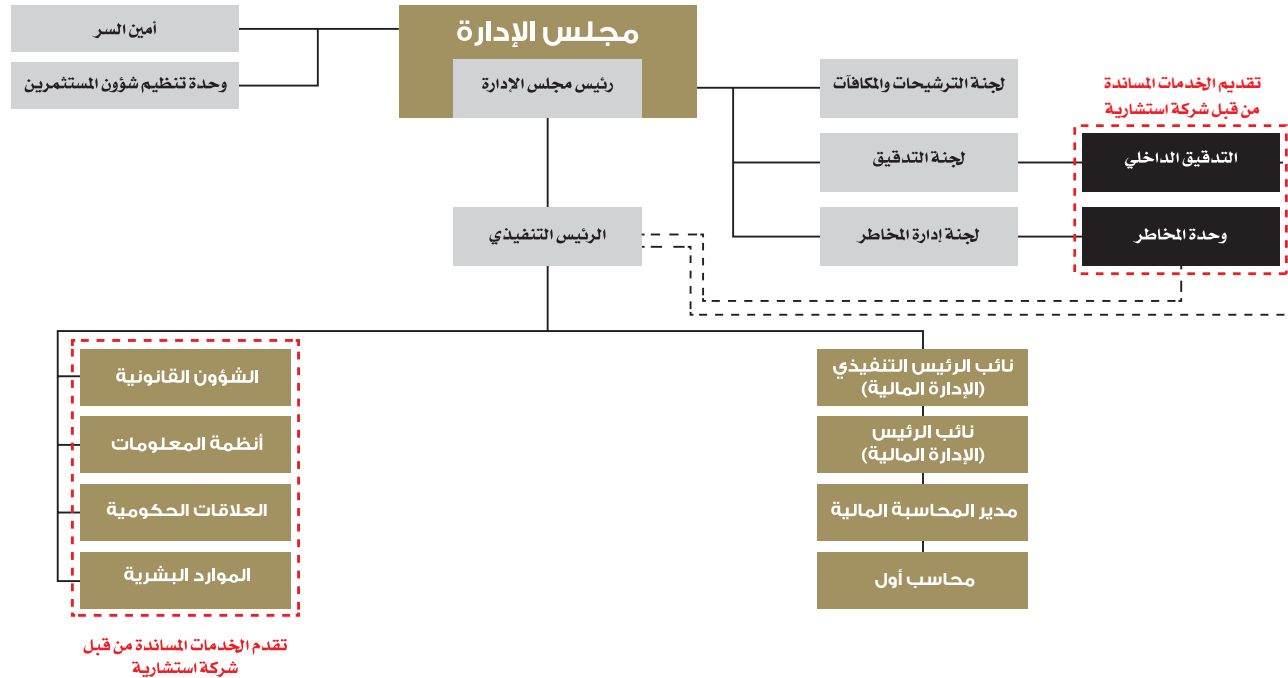 مجلس الإدارة
رئيس مجلس الإدارة
أمين السر
وحدة تنظيم شؤون المستثمرين
لجنة الترشيحات والمكافآت
لجنة التدقيق
لجنة إدارة المخاطر
تقديم الخدمات المساندة
من قبل شركة استشارية
التدقيق الداخلي
وحدة المخاطر
الرئيس التنفيذي
نائب الرئيس التنفيذي
(الإدارة المالية)
نائب الرئيس
(الإدارة المالية)
مدير المحاسبة المالية
محاسب أول
الشؤون القانونية
أنظمة المعلومات
العلاقات الحكومية
الموارد البشرية
تقدم الخدمات المساندة من قبل
شركة استشارية